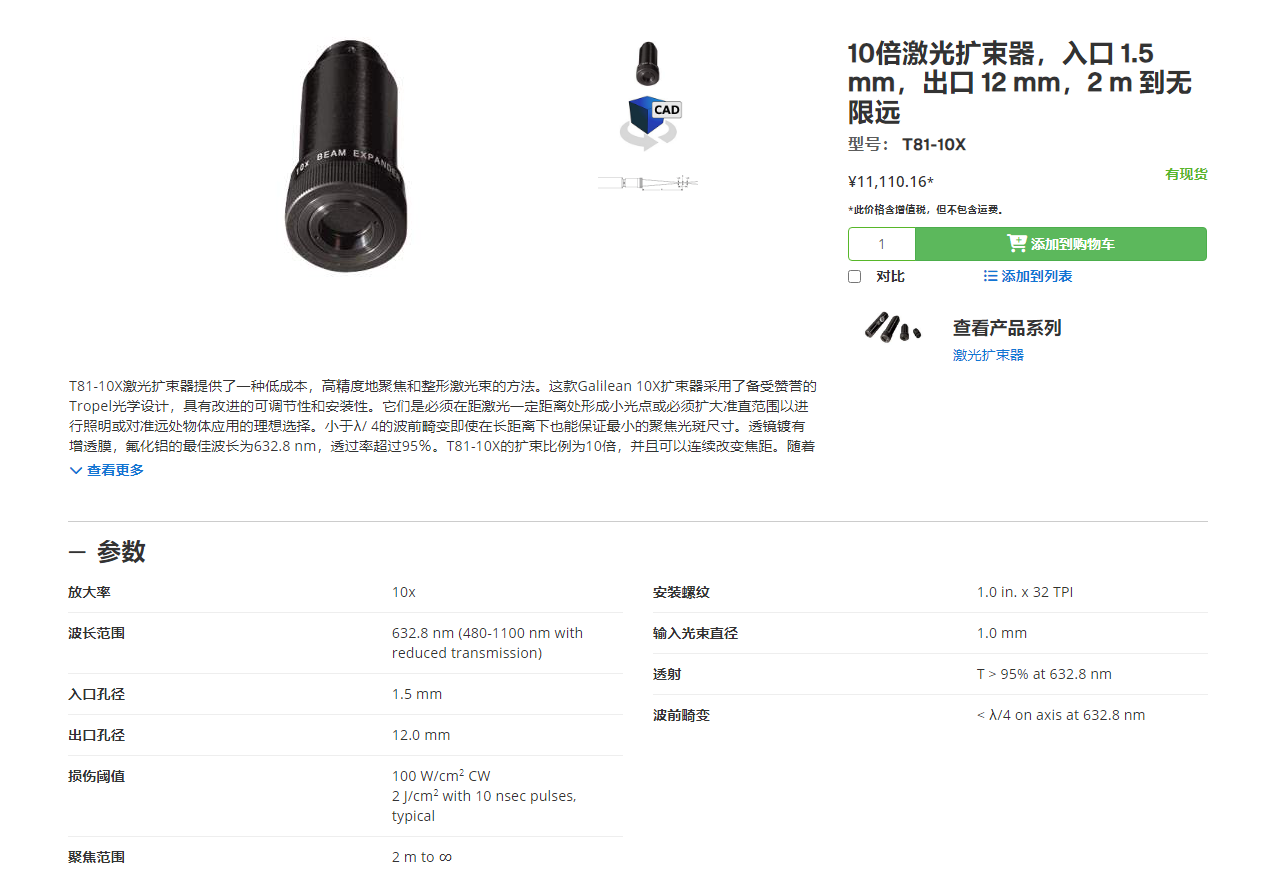 10x BEAM EXPANDER
CAD
10倍激光扩束器，入口 1.5
mm，出口 12 mm，2 m 到无
限远
型号： T81-10X
¥11,110.16*
有现货
*此价格含增值税，但不包含运费。
1
添加到购物车
对比
添加到列表
查看产品系列
激光扩束器
T81-10X激光扩束器提供了一种低成本，高精度地聚焦和整形激光束的方法。这款Galilean 10X扩束器采用了备受赞誉的
Tropel光学设计，具有改进的可调节性和安装性。它们是必须在距激光一定距离处形成小光点或必须扩大准直范围以进
行照明或对准远处物体应用的理想选择。小于λ/ 4的波前畸变即使在长距离下也能保证最小的聚焦光斑尺寸。透镜镀有
增透膜，氟化铝的最佳波长为632.8 nm，透过率超过95％。T81-10X的扩束比例为10倍，并且可以连续改变焦距。随着
查看更多
参数
放大率 10x
波长范围 632.8 nm (480-1100 nm with
reduced transmission)
入口孔径 1.5 mm
出口孔径 12.0 mm
损伤阈值 100 W/cm² CW
2 J/cm² with 10 nsec pulses,
typical
聚焦范围 2 m to ∞
安装螺纹 1.0 in. x 32 TPI
输入光束直径 1.0 mm
透射 T > 95% at 632.8 nm
波前畸变 < λ/4 on axis at 632.8 nm